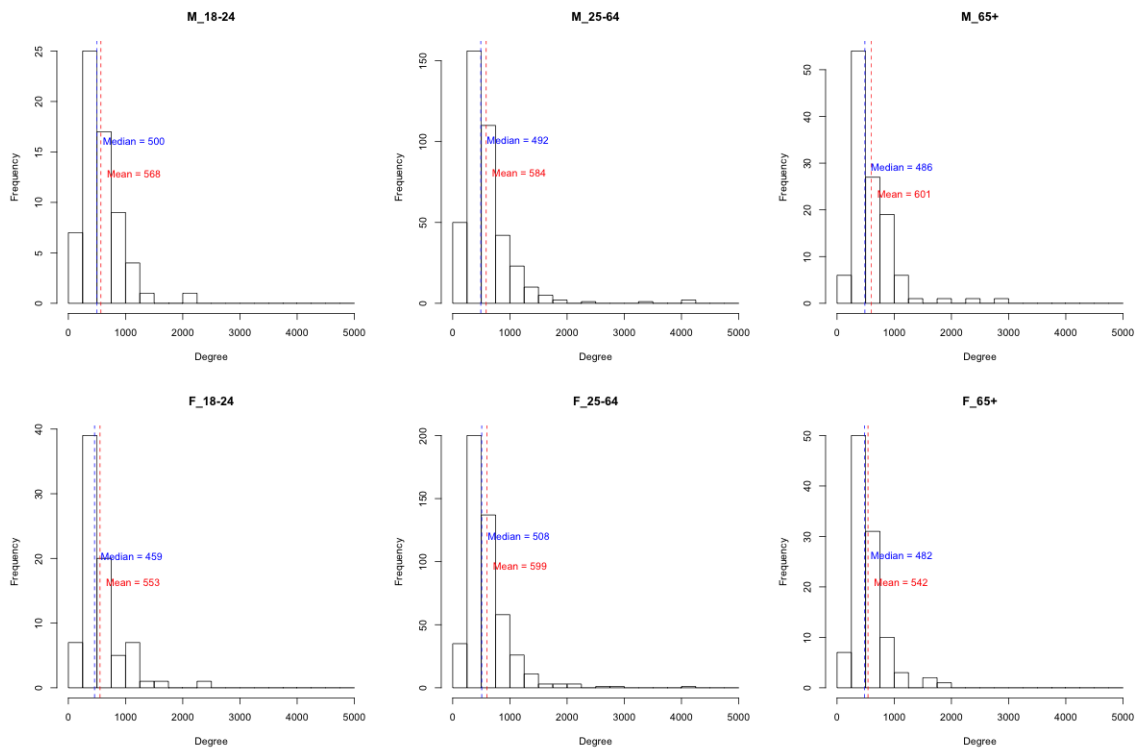 M_18-24
Frequency
25
20
15
10
5
0
Median = 500
Mean = 568
0 1000 2000 3000 4000 5000
Degree
M_25-64
Frequency
150
100
50
0
Median = 492
Mean = 584
0 1000 2000 3000 4000 5000
Degree
M_65+
Frequency
50
40
30
20
10
0
Median = 486
Mean = 601
0 1000 2000 3000 4000 5000
Degree
F_18-24
Frequency
40
30
20
10
0
Median = 459
Mean = 553
0 1000 2000 3000 4000 5000
Degree
F_25-64
Frequency
200
150
100
50
0
Median = 508
Mean = 599
0 1000 2000 3000 4000 5000
Degree
F_65+
Frequency
50
40
30
20
10
0
Median = 482
Mean = 542
0 1000 2000 3000 4000 5000
Degree